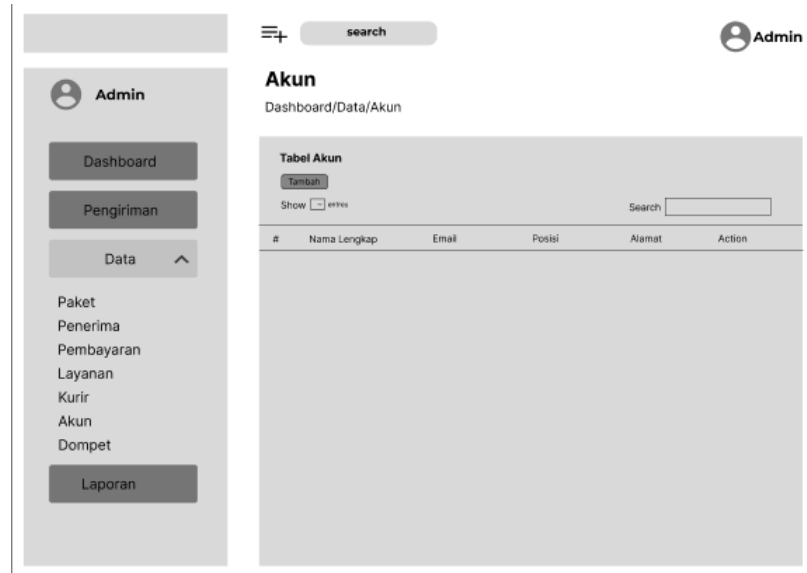 search
Admin
Admin
Dashboard
Pengiriman
Data
Paket
Penerima
Pembayaran
Layanan
Kurir
Akun
Dompet
Laporan
Akun
Dashboard/Data/Akun
Tabel Akun
Tambah
Show entres
Search
# Nama Lengkap Email Posisi Alamat Action